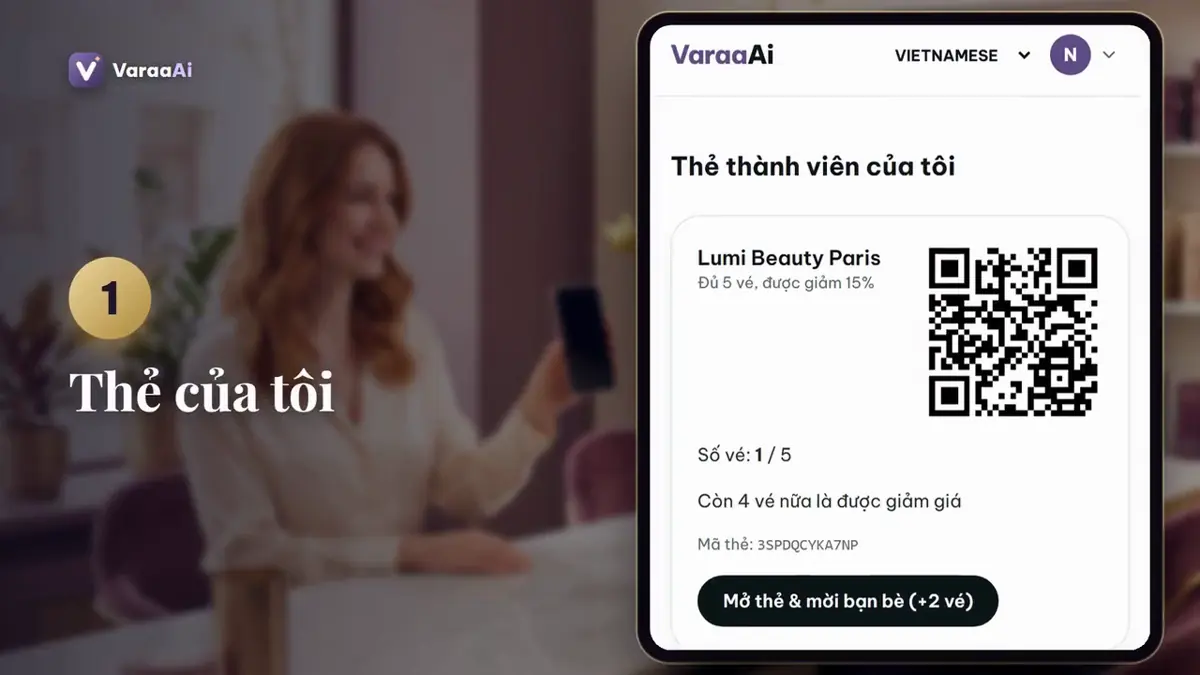 VaraaAi
1
Thẻ của tôi
VaraaAi
VIETNAMESE
N
Thẻ thành viên của tôi
Lumi Beauty Paris
Đủ 5 vé, được giảm 15%
Số vé: 1 / 5
Còn 4 vé nữa là được giảm giá
Mã thẻ: 3SPDQCYKA7NP
Mở thẻ & mời bạn bè (+2 vé)